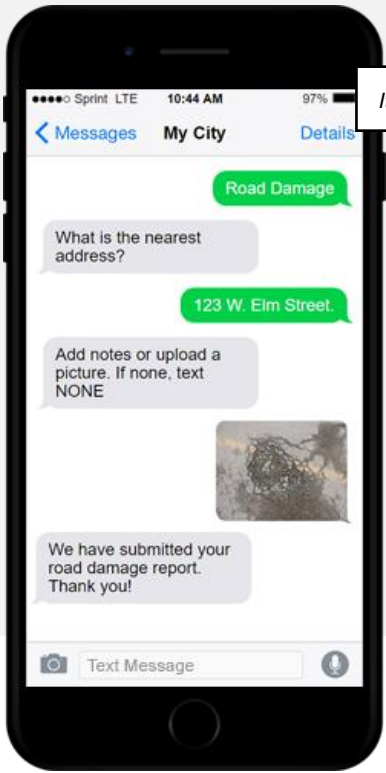 Sprint LTE 10:44 AM 97%
Messages My City Details
Road Damage
What is the nearest
address?
123 W. Elm Street.
Add notes or upload a
picture. If none, text
NONE
We have submitted your
road damage report.
Thank you!
Text Message